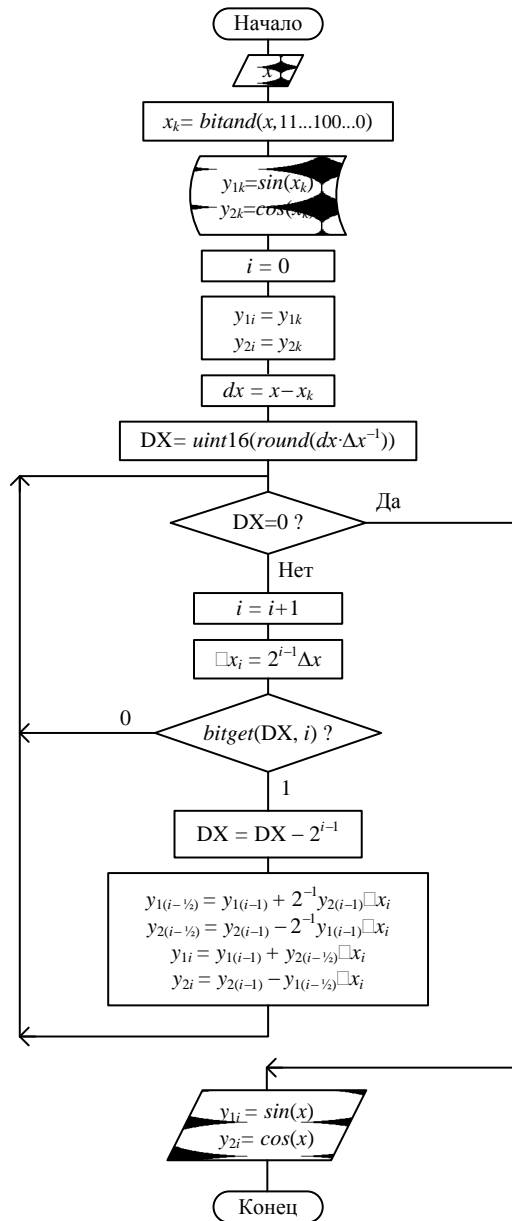 Начало
x
xₖ= bitand(x,11...100...0)
y₁ₖ=sin(xₖ)
y₂ₖ=cos(xₖ)
i = 0
y₁ᵢ = y₁ₖ
y₂ᵢ = y₂ₖ
dx = x−xₖ
DX= uint16(round(dx·Δx⁻¹))
DX=0 ?
Да
Нет
i = i+1
□xᵢ = 2ⁱ⁻¹Δx
0
bitget(DX, i) ?
1
DX = DX − 2ⁱ⁻¹
y₁₍ᵢ₋½₎ = y₁₍ᵢ₋₁₎ + 2⁻¹y₂₍ᵢ₋₁₎□xᵢ
y₂₍ᵢ₋½₎ = y₂₍ᵢ₋₁₎ − 2⁻¹y₁₍ᵢ₋₁₎□xᵢ
y₁ᵢ = y₁₍ᵢ₋₁₎ + y₂₍ᵢ₋½₎□xᵢ
y₂ᵢ = y₂₍ᵢ₋₁₎ − y₁₍ᵢ₋½₎□xᵢ
y₁ᵢ = sin(x)
y₂ᵢ= cos(x)
Конец